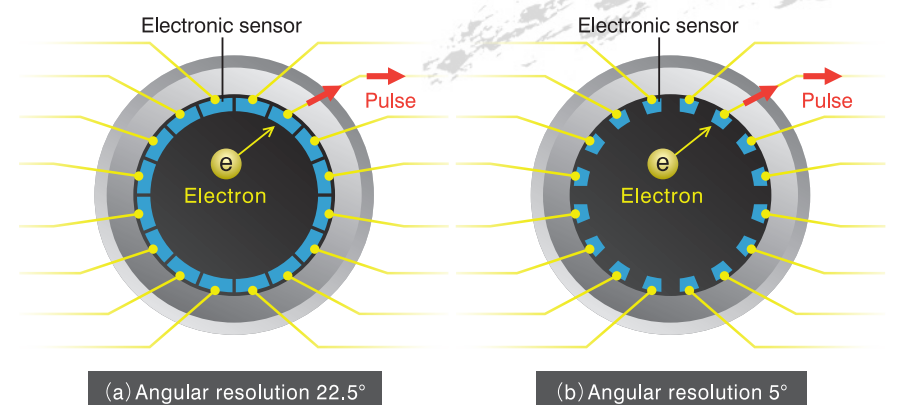 Electronic sensor
Pulse
e
Electron
(a) Angular resolution 22.5°
Electronic sensor
Pulse
e
Electron
(b) Angular resolution 5°